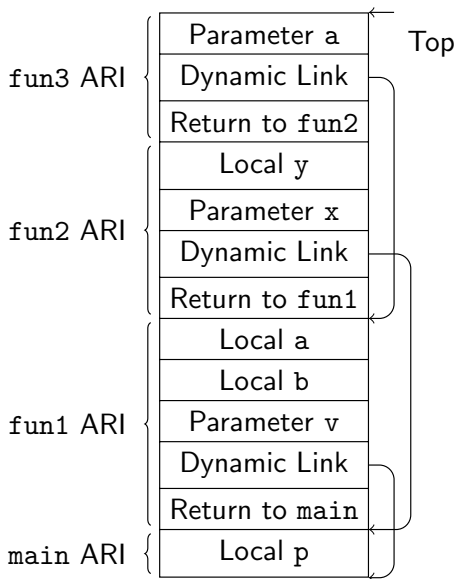 Parameter a
Top
fun3 ARI
Dynamic Link
Return to fun2
Local y
Parameter x
fun2 ARI
Dynamic Link
Return to fun1
Local a
Local b
fun1 ARI
Parameter v
Dynamic Link
Return to main
main ARI
Local p